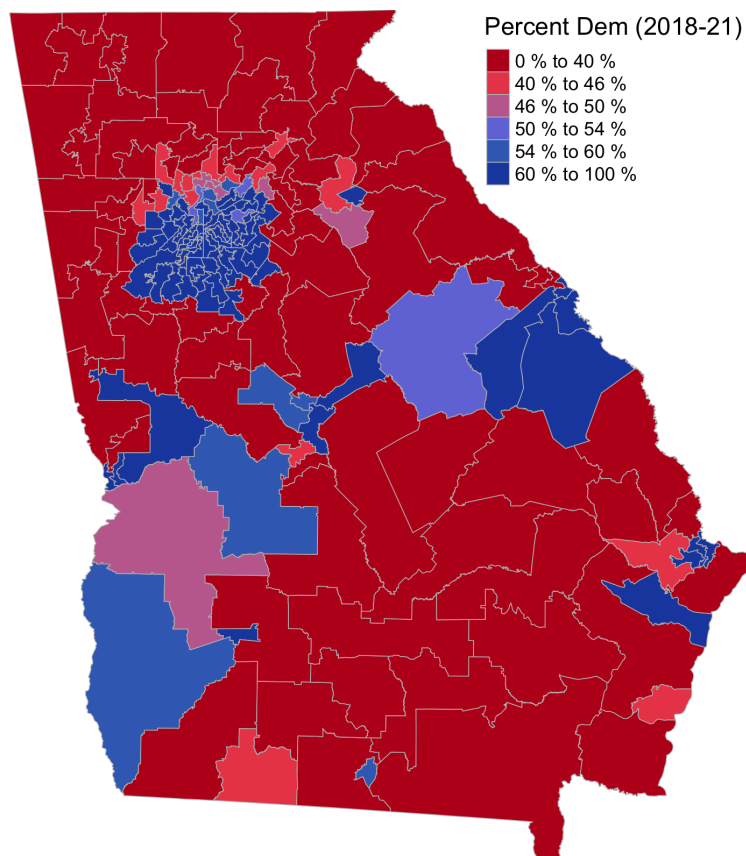 Percent Dem (2018-21)
0 % to 40 %
40 % to 46 %
46 % to 50 %
50 % to 54 %
54 % to 60 %
60 % to 100 %